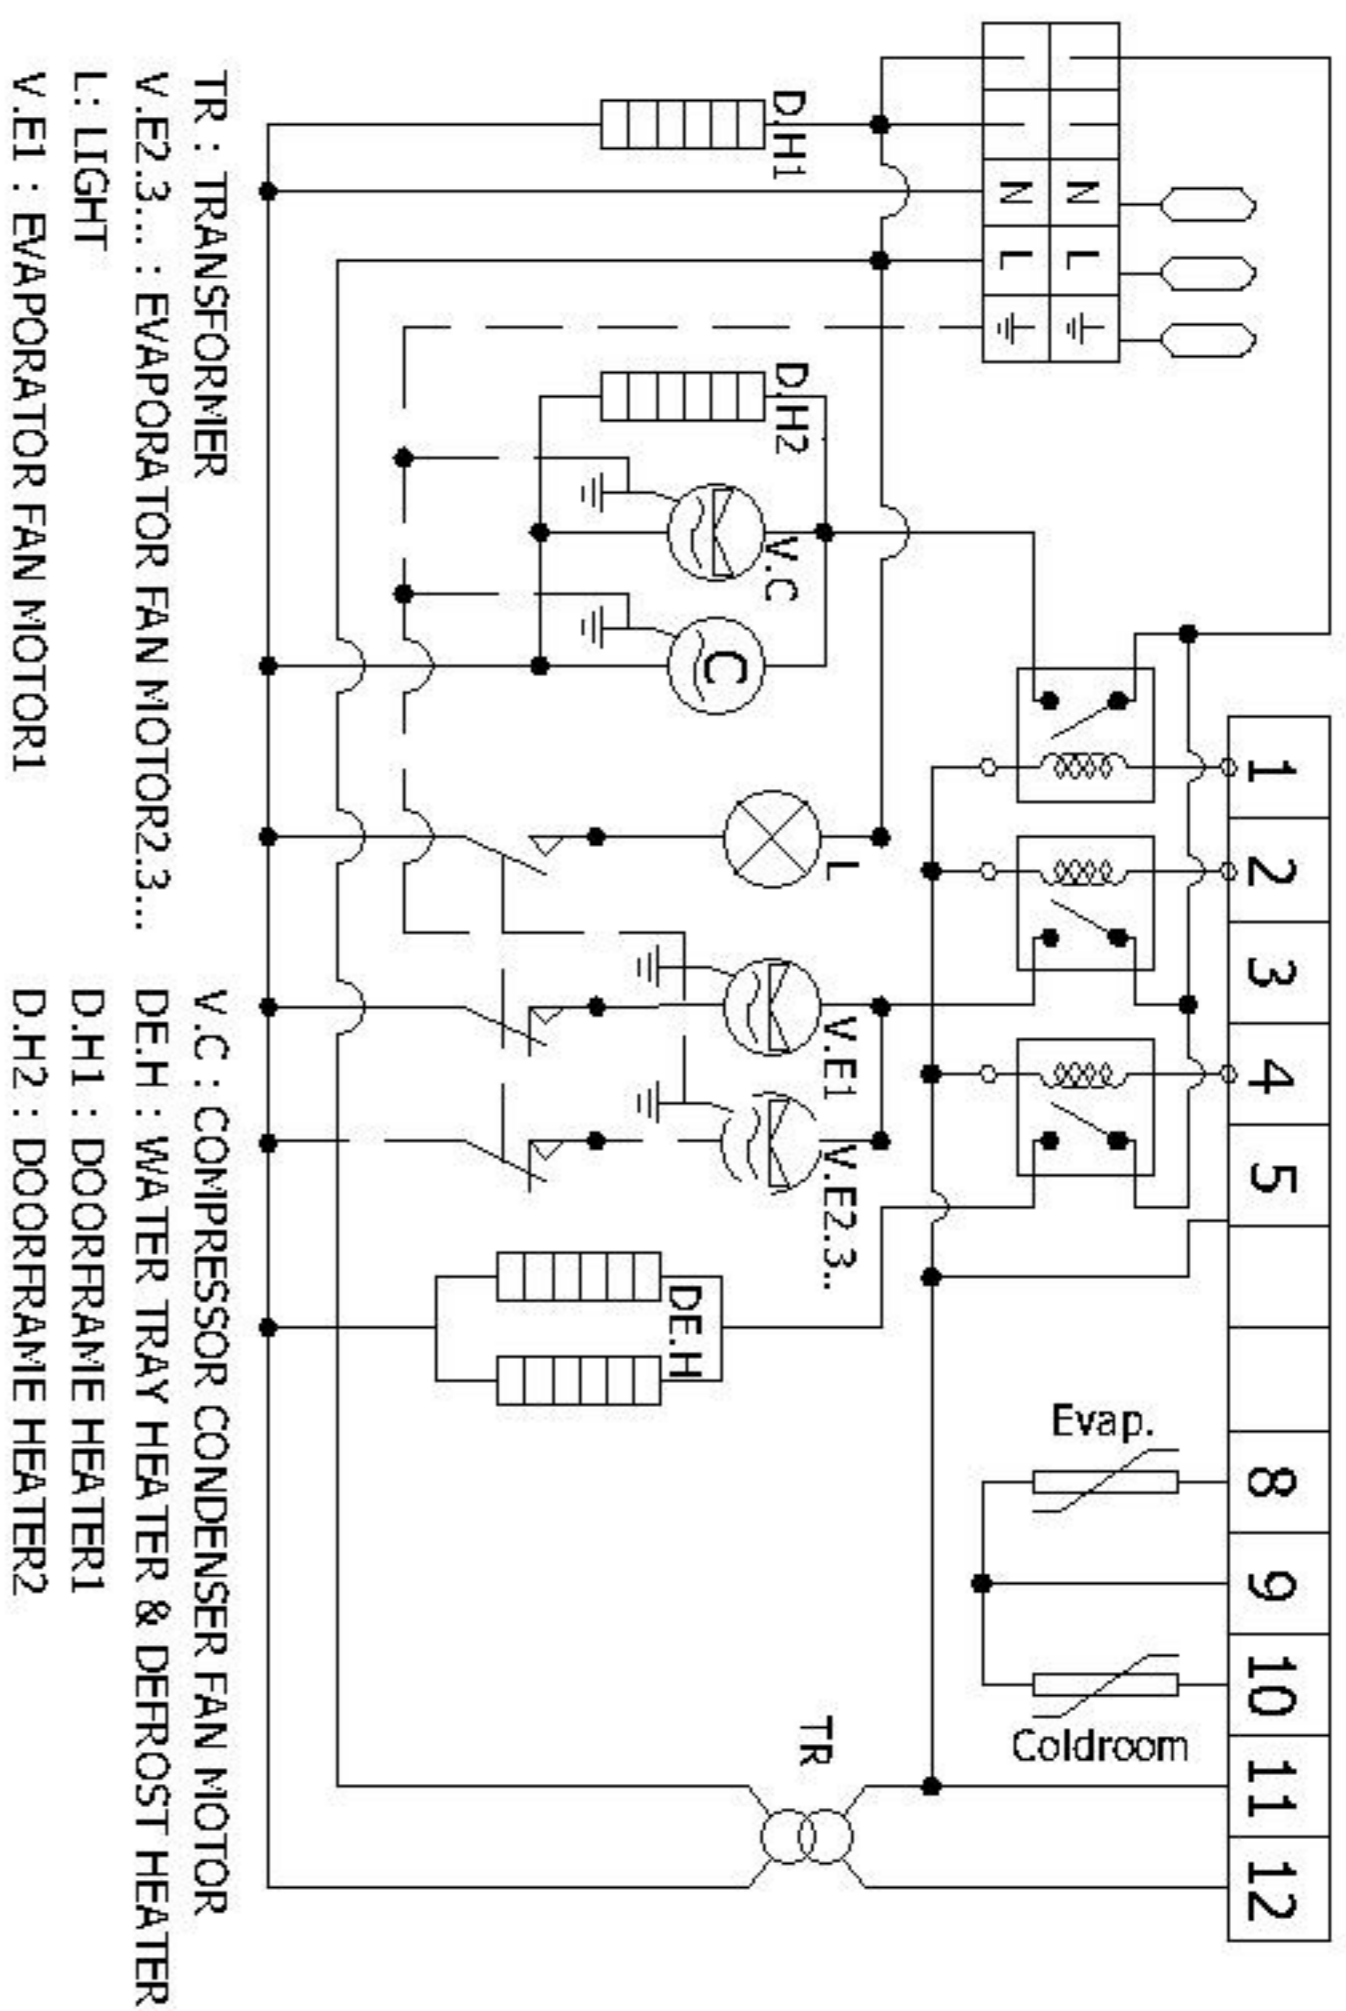 1 2 3 4 5 8 9 10 11 12
Evap.
Coldroom
TR
N L
N L
D.H1
D.H2
V.C
C
L
V.E1
V.E2.3..
DE.H
TR : TRANSFORMER
V.E2.3... : EVAPORATOR FAN MOTOR2.3...
L: LIGHT
V.E1 : EVAPORATOR FAN MOTOR1
V.C : COMPRESSOR CONDENSER FAN MOTOR
DE.H : WATER TRAY HEATER & DEFROST HEATER
D.H1 : DOORFRAME HEATER1
D.H2 : DOORFRAME HEATER2